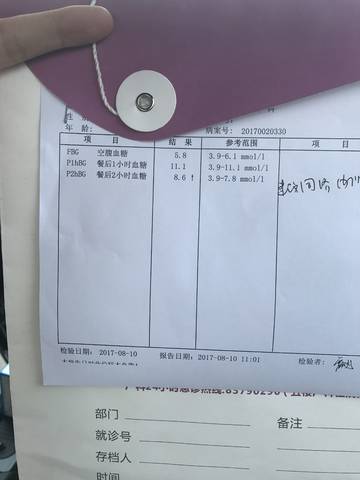 年 龄:
病案号: 20170020330
项 目 结 果 参考范围 项 目
FBG 空腹血糖 5.8 3.9-6.1 mmol/l
P1hBG 餐后1小时血糖 11.1 3.9-11.1 mmol/l
P2hBG 餐后2小时血糖 8.6 ↑ 3.9-7.8 mmol/l
检验日期: 2017-08-10 报告日期: 2017-08-10 11:01 检验者:
部门 备注
就诊号
存档人
时间